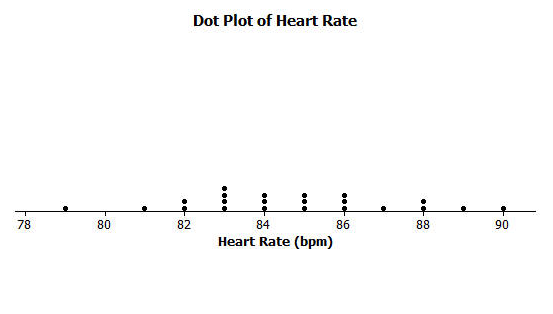 Dot Plot of Heart Rate
78 80 82 84 86 88 90
Heart Rate (bpm)